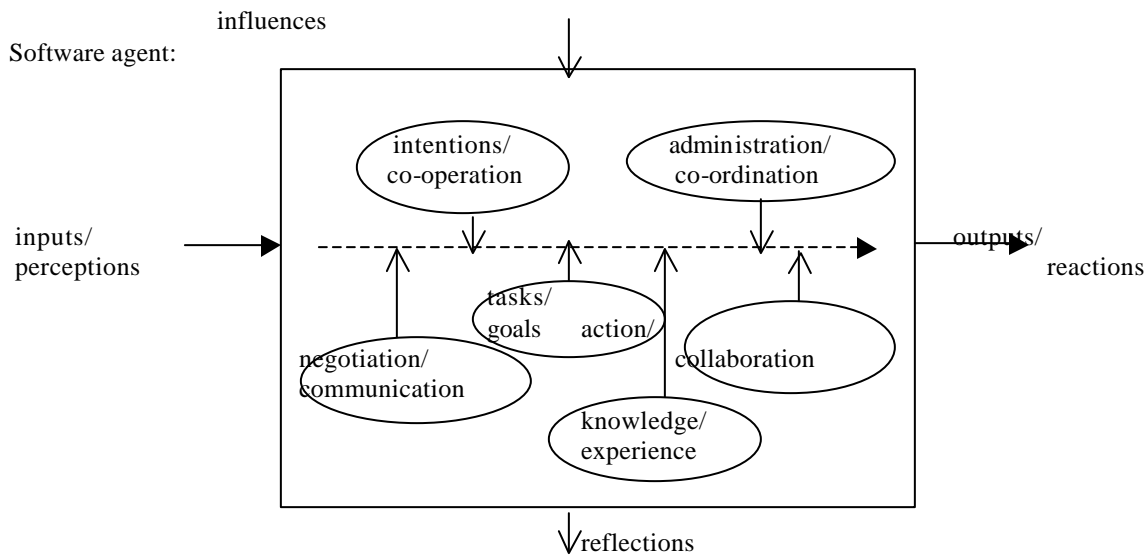 influences
Software agent:
intentions/
co-operation
administration/
co-ordination
inputs/
perceptions
outputs/
reactions
tasks/
goals action/
negotiation/
communication
collaboration
knowledge/
experience
reflections